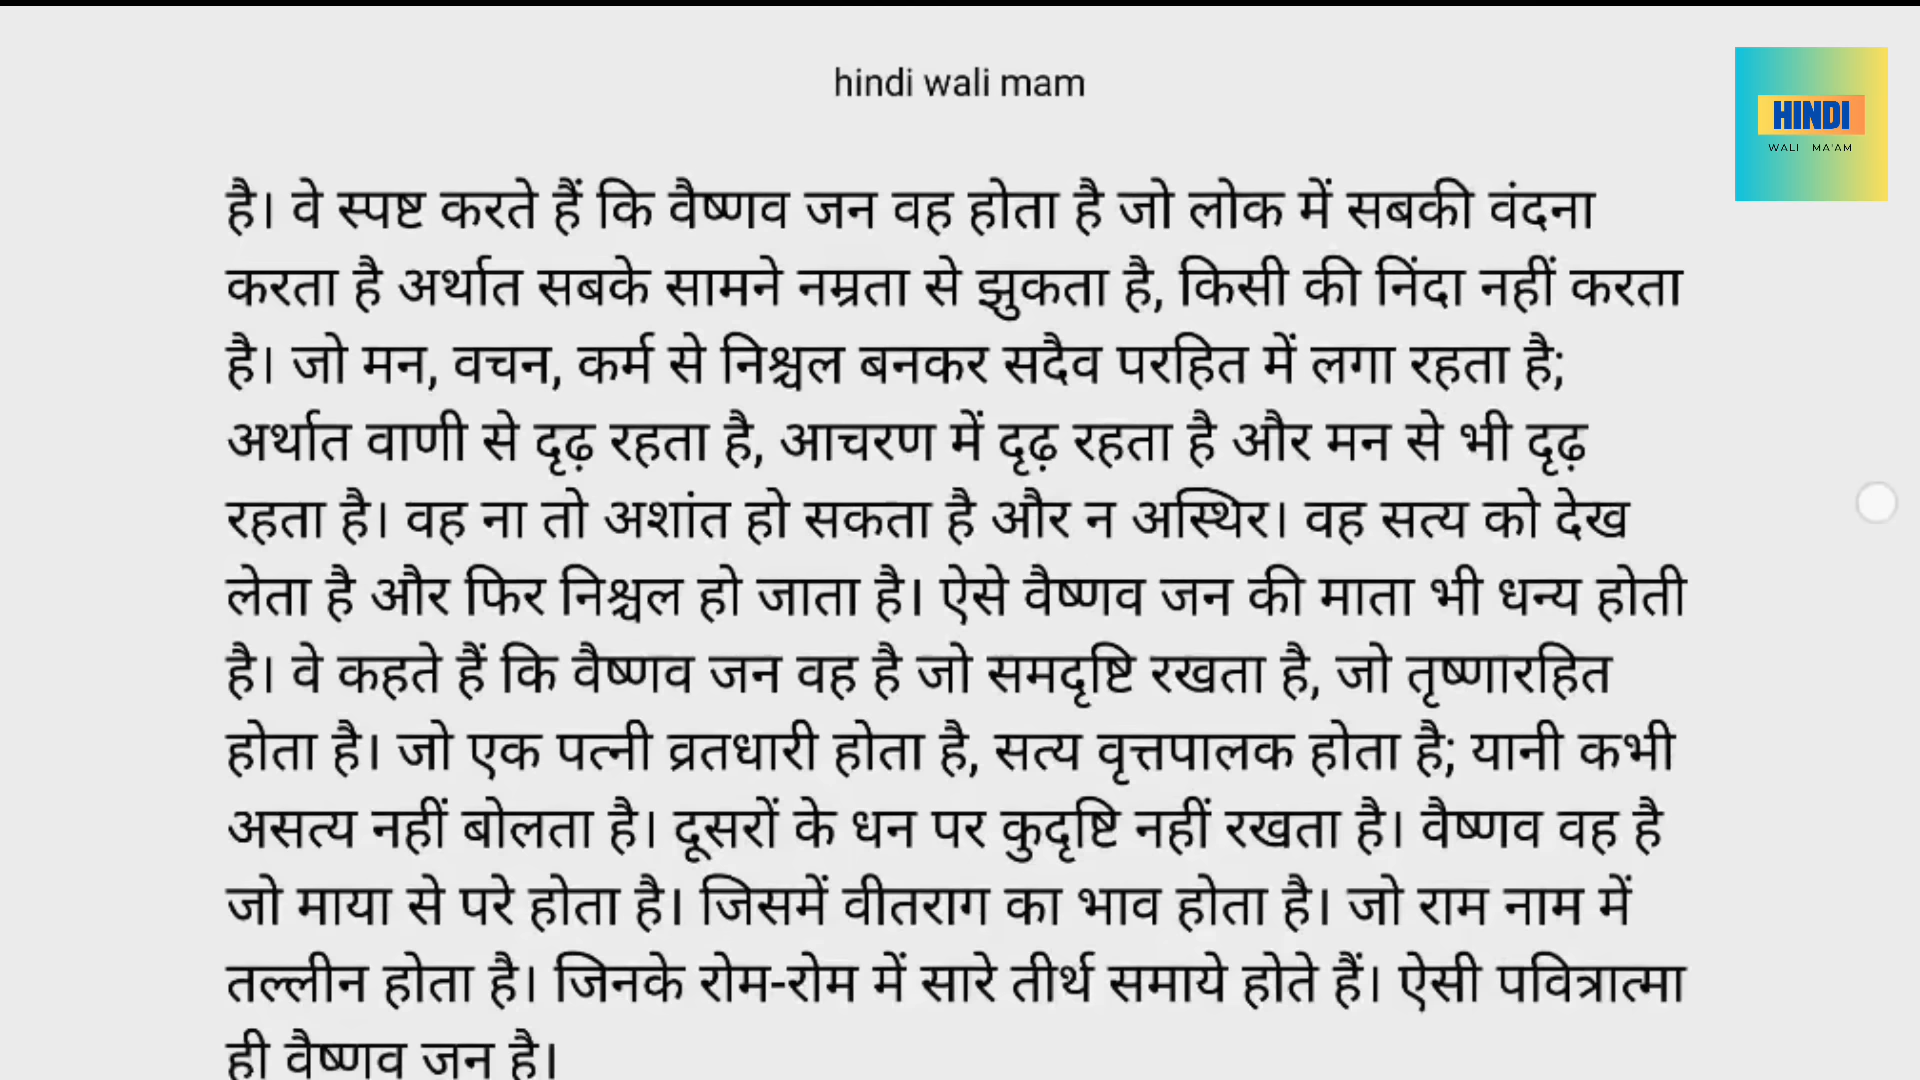 hindi wali mam
HINDI
WALI MA'AM
है। वे स्पष्ट करते हैं कि वैष्णव जन वह होता है जो लोक में सबकी वंदना
करता है अर्थात सबके सामने नम्रता से झुकता है, किसी की निंदा नहीं करता
है। जो मन, वचन, कर्म से निश्चल बनकर सदैव परहित में लगा रहता है;
अर्थात वाणी से दृढ़ रहता है, आचरण में दृढ़ रहता है और मन से भी दृढ़
रहता है। वह ना तो अशांत हो सकता है और न अस्थिर। वह सत्य को देख
लेता है और फिर निश्चल हो जाता है। ऐसे वैष्णव जन की माता भी धन्य होती
है। वे कहते हैं कि वैष्णव जन वह है जो समदृष्टि रखता है, जो तृष्णारहित
होता है। जो एक पत्नी व्रतधारी होता है, सत्य वृत्तपालक होता है; यानी कभी
असत्य नहीं बोलता है। दूसरों के धन पर कुदृष्टि नहीं रखता है। वैष्णव वह है
जो माया से परे होता है। जिसमें वीतराग का भाव होता है। जो राम नाम में
तल्लीन होता है। जिनके रोम-रोम में सारे तीर्थ समाये होते हैं। ऐसी पवित्रात्मा
ही वैष्णव जन है।